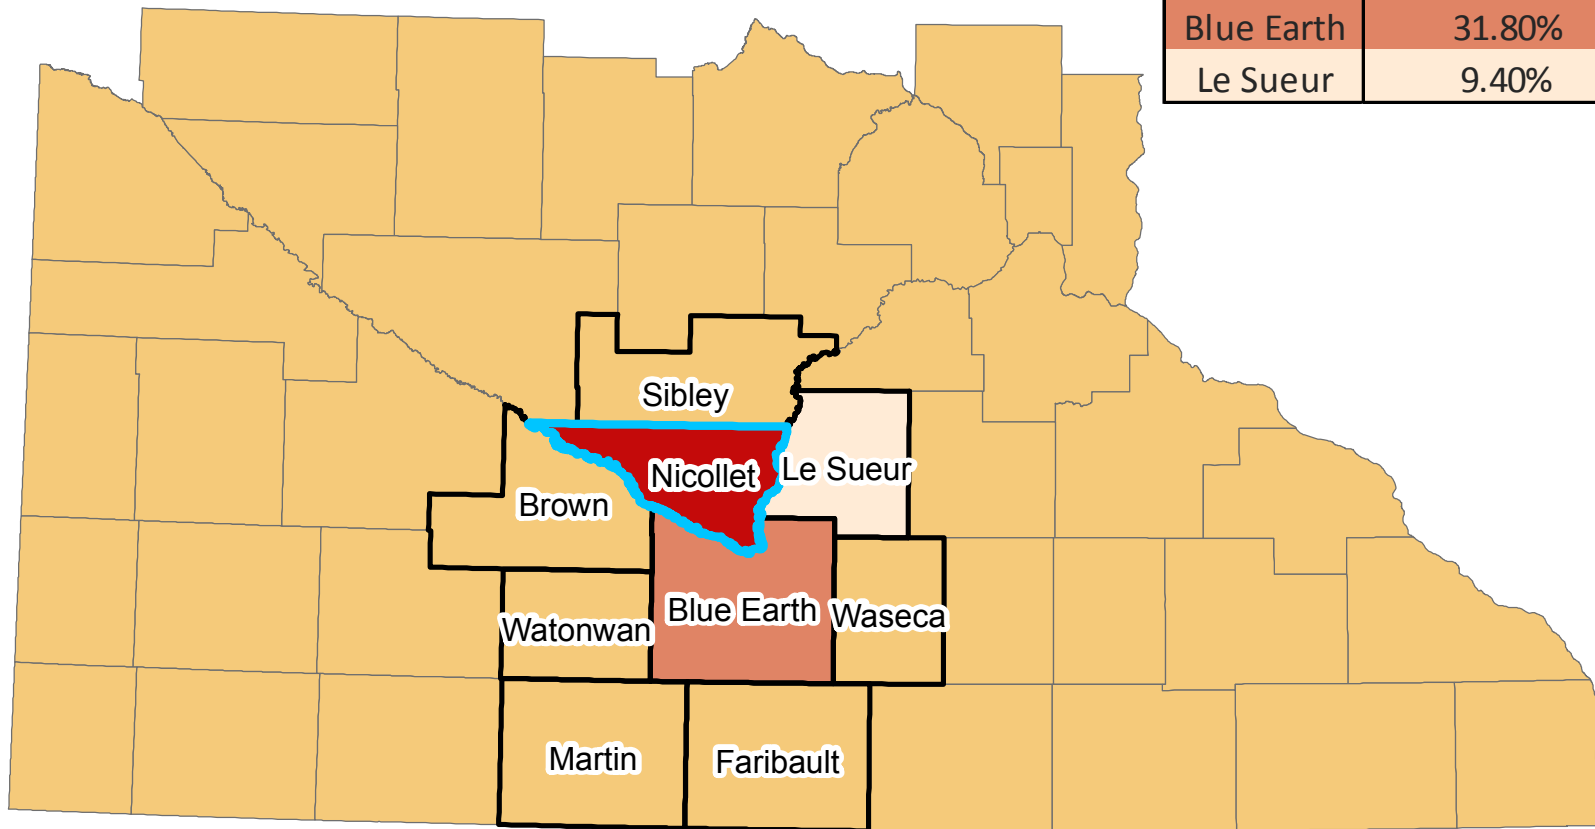 Blue Earth 31.80%
Le Sueur 9.40%
Sibley
Nicollet
Le Sueur
Brown
Blue Earth
Waseca
Watonwan
Martin
Faribault